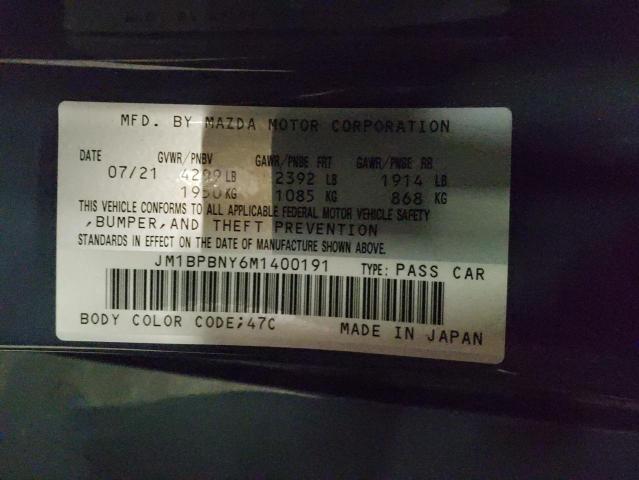 MFD. BY MAZDA MOTOR CORPORATION
DATE GVWR/PNBV GAWR/PNBE FRT GAWR/PNBE RR
07/21 4299 LB 2392 LB 1914 LB
1950 KG 1085 KG 868 KG
THIS VEHICLE CONFORMS TO ALL APPLICABLE FEDERAL MOTOR VEHICLE SAFETY
,BUMPER,AND THEFT PREVENTION
STANDARDS IN EFFECT ON THE DATE OF MANUFACTURE SHOWN ABOVE.
JM1BPBNY6M1400191 TYPE: PASS CAR
BODY COLOR CODE;47C MADE IN JAPAN